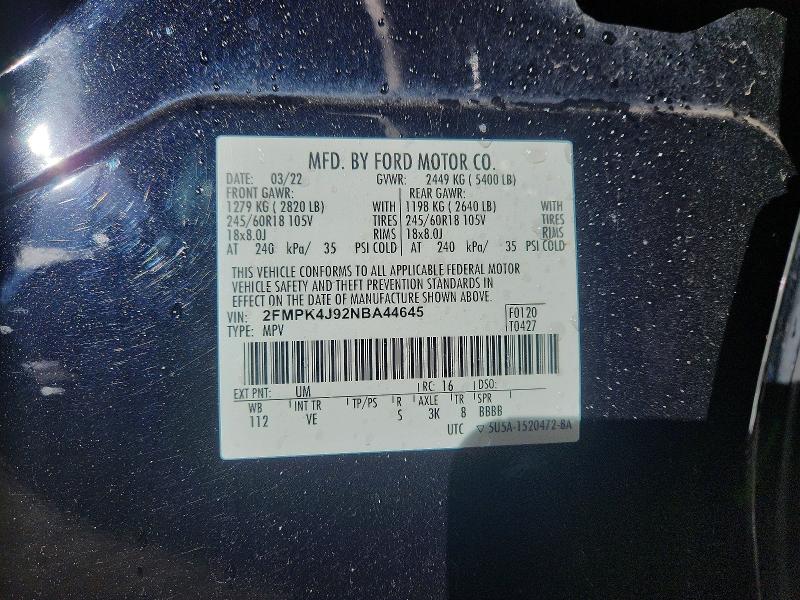 MFD. BY FORD MOTOR CO.
DATE: 03/22 GVWR: 2449 KG ( 5400 LB)
FRONT GAWR: REAR GAWR:
1279 KG ( 2820 LB) WITH 1198 KG ( 2640 LB) WITH
245/60R18 105V TIRES 245/60R18 105V TIRES
18x8.0J RIMS 18x8.0J RIMS
AT 240 kPa/ 35 PSI COLD AT 240 kPa/ 35 PSI COLD
THIS VEHICLE CONFORMS TO ALL APPLICABLE FEDERAL MOTOR
VEHICLE SAFETY AND THEFT PREVENTION STANDARDS IN
EFFECT ON THE DATE OF MANUFACTURE SHOWN ABOVE.
VIN: 2FMPK4J92NBA44645 F0120
TYPE: MPV T0427
EXT PNT: UM RC: 16 DSO:
WB INT TR TP/PS R AXLE TR SPR
112 VE S 3K 8 BBBB
UTC ▽ 5U5A-1520472-BA